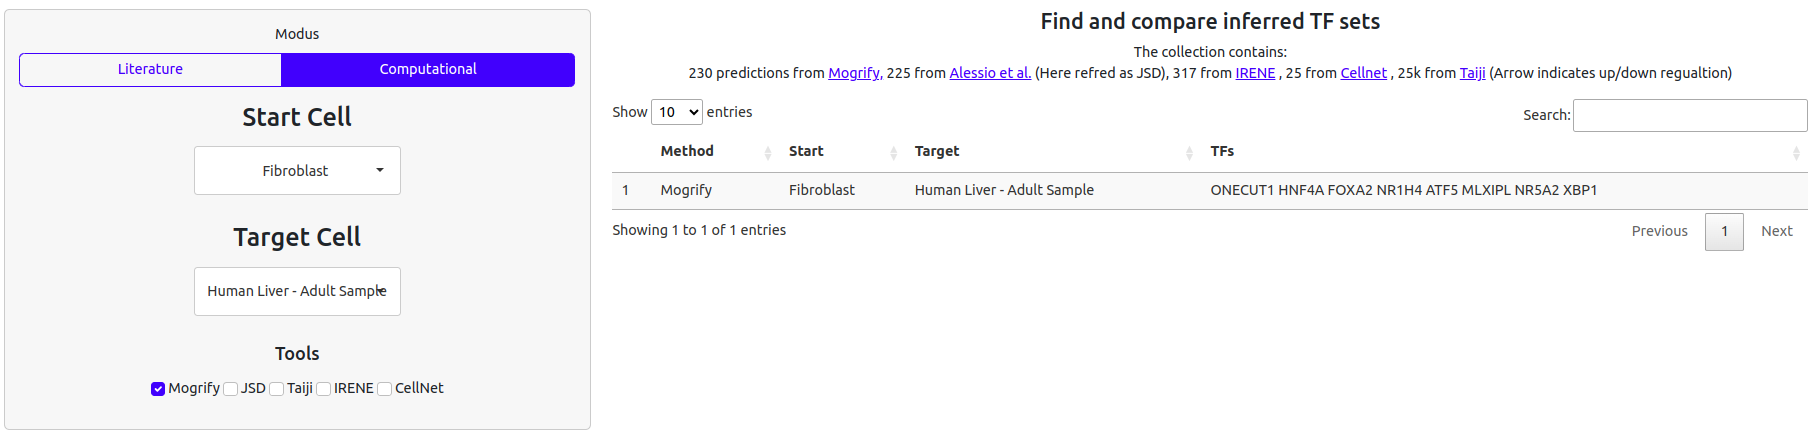 Modus
Literature Computational
Start Cell
Fibroblast
Target Cell
Human Liver - Adult Sample
Tools
Mogrify JSD Taiji IRENE CellNet
Find and compare inferred TF sets
The collection contains:
230 predictions from Mogrify, 225 from Alessio et al. (Here refred as JSD), 317 from IRENE , 25 from Cellnet , 25k from Taiji (Arrow indicates up/down regualtion)
Show 10 entries Search:
Method Start Target TFs
1 Mogrify Fibroblast Human Liver - Adult Sample ONECUT1 HNF4A FOXA2 NR1H4 ATF5 MLXIPL NR5A2 XBP1
Showing 1 to 1 of 1 entries Previous 1 Next